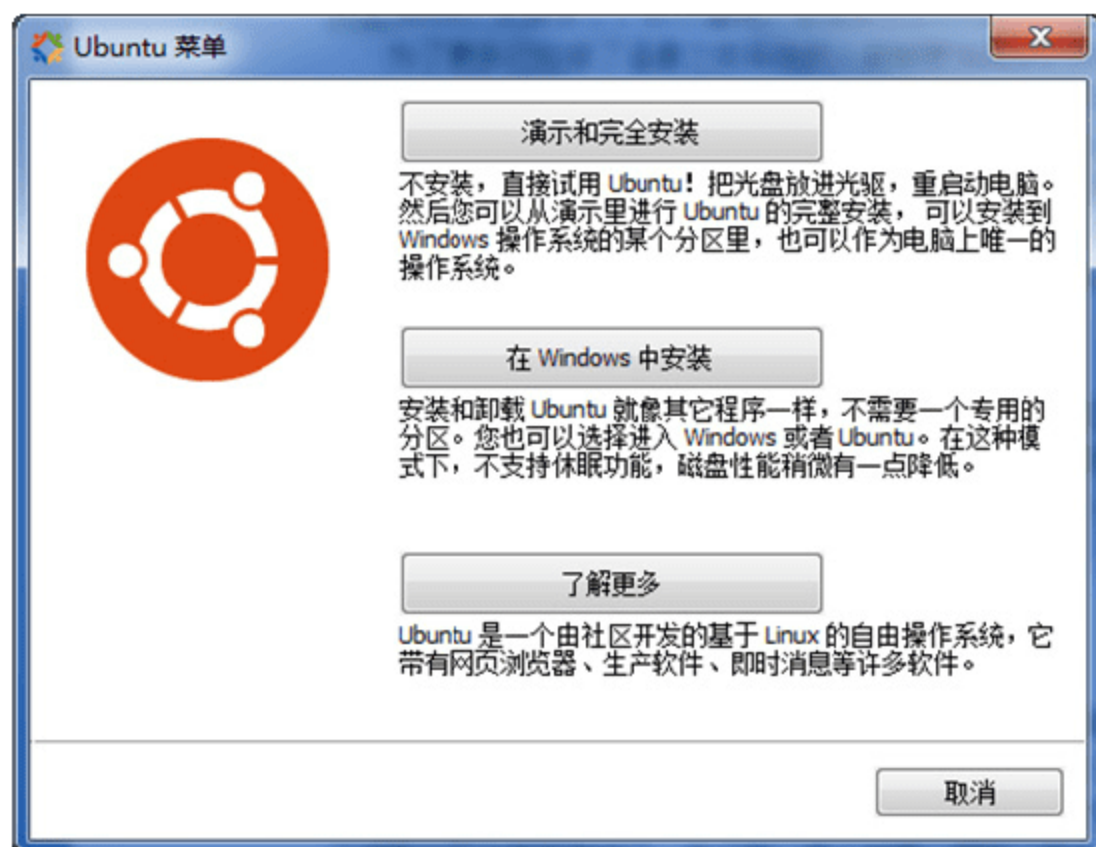 Ubuntu 菜单
演示和完全安装
不安装，直接试用 Ubuntu！把光盘放进光驱，重启动电脑。
然后您可以从演示里进行 Ubuntu 的完整安装， 可以安装到
Windows 操作系统的某个分区里，也可以作为电脑上唯一的
操作系统。
在 Windows 中安装
安装和卸载 Ubuntu 就像其它程序一样，不需要一个专用的
分区。您也可以选择进入 Windows 或者 Ubuntu。在这种模
式下，不支持休眠功能，磁盘性能稍微有一点降低。
了解更多
Ubuntu 是一个由社区开发的基于 Linux 的自由操作系统，它
带有网页浏览器、生产软件、即时消息等许多软件。
取消